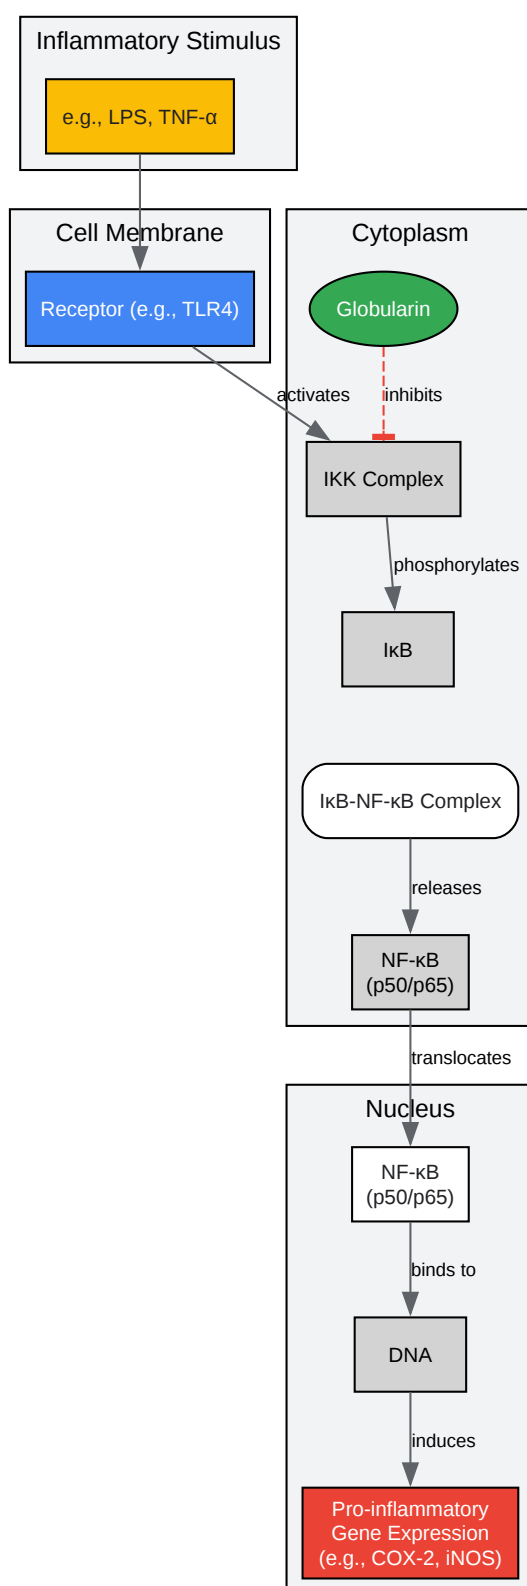 Inflammatory Stimulus
e.g., LPS, TNF-α
Cell Membrane
Receptor (e.g., TLR4)
Cytoplasm
Globularin
activates
inhibits
IKK Complex
phosphorylates
IκB
IκB-NF-κB Complex
releases
NF-κB
(p50/p65)
translocates
Nucleus
NF-κB
(p50/p65)
binds to
DNA
induces
Pro-inflammatory
Gene Expression
(e.g., COX-2, iNOS)